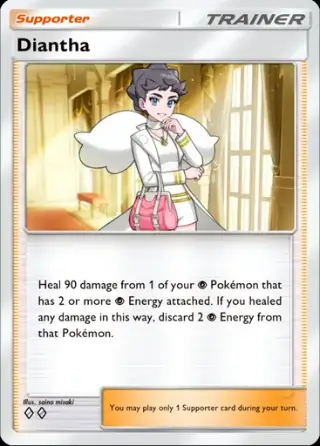 Supporter
TRAINER
Diantha
Heal 90 damage from 1 of your Pokémon that
has 2 or more Energy attached. If you healed
any damage in this way, discard 2 Energy from
that Pokémon.
Illus. saino misaki
You may play only 1 Supporter card during your turn.